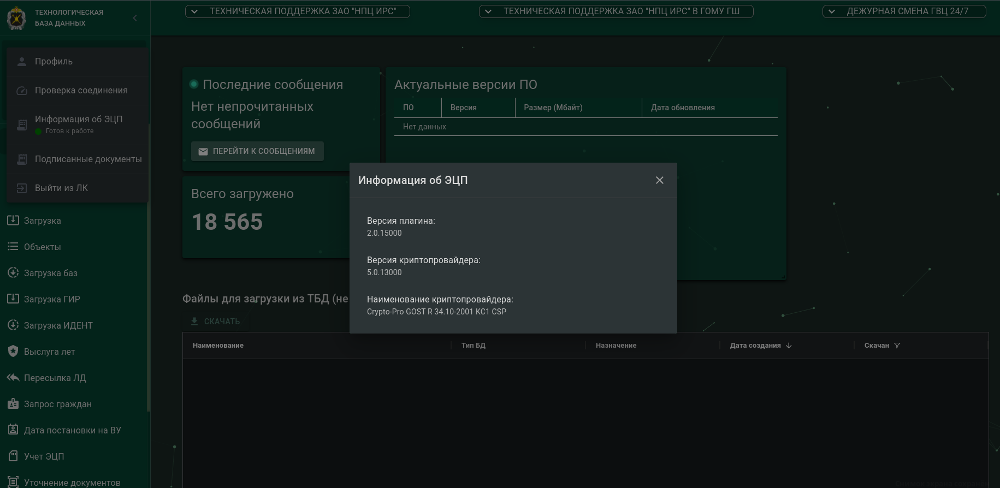 ТЕХНОЛОГИЧЕСКАЯ
БАЗА ДАННЫХ
ТЕХНИЧЕСКАЯ ПОДДЕРЖКА ЗАО "НПЦ ИРС"
ТЕХНИЧЕСКАЯ ПОДДЕРЖКА ЗАО "НПЦ ИРС" В ГОМУ ГШ
ДЕЖУРНАЯ СМЕНА ГВЦ 24/7
Профиль
Проверка соединения
Информация об ЭЦП
Готов к работе
Подписанные документы
Выйти из ЛК
Загрузка
Объекты
Загрузка баз
Загрузка ГИР
Загрузка ИДЕНТ
Выслуга лет
Пересылка ЛД
Запрос граждан
Дата постановки на ВУ
Учет ЭЦП
Уточнение документов
Последние сообщения
Нет непрочитанных
сообщений
ПЕРЕЙТИ К СООБЩЕНИЯМ
Всего загружено
18 565
Актуальные версии ПО
ПО Версия Размер (Мбайт) Дата обновления
Нет данных
Информация об ЭЦП
Версия плагина:
2.0.15000
Версия криптопровайдера:
5.0.13000
Наименование криптопровайдера:
Crypto-Pro GOST R 34.10-2001 KC1 CSP
Файлы для загрузки из ТБД (не
СКАЧАТЬ
Наименование Тип БД Назначение Дата создания Скачан